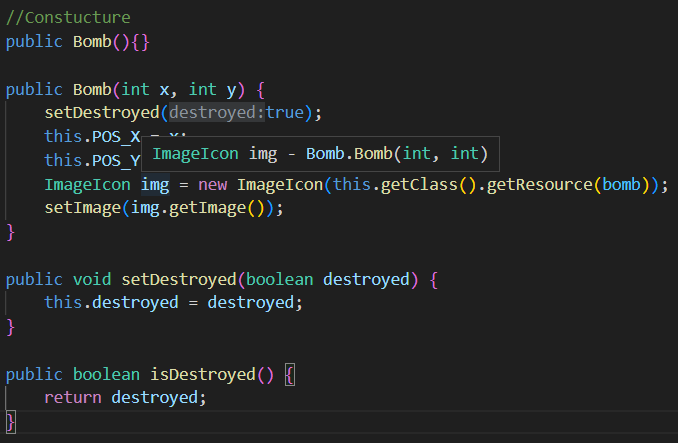 //Constucture
public Bomb(){}
public Bomb(int x, int y) {
setDestroyed(destroyed:true);
this.POS_X = x;
this.POS_Y
ImageIcon img - Bomb.Bomb(int, int)
ImageIcon img = new ImageIcon(this.getClass().getResource(bomb));
setImage(img.getImage());
}
public void setDestroyed(boolean destroyed) {
this.destroyed = destroyed;
}
public boolean isDestroyed() {
return destroyed;
}